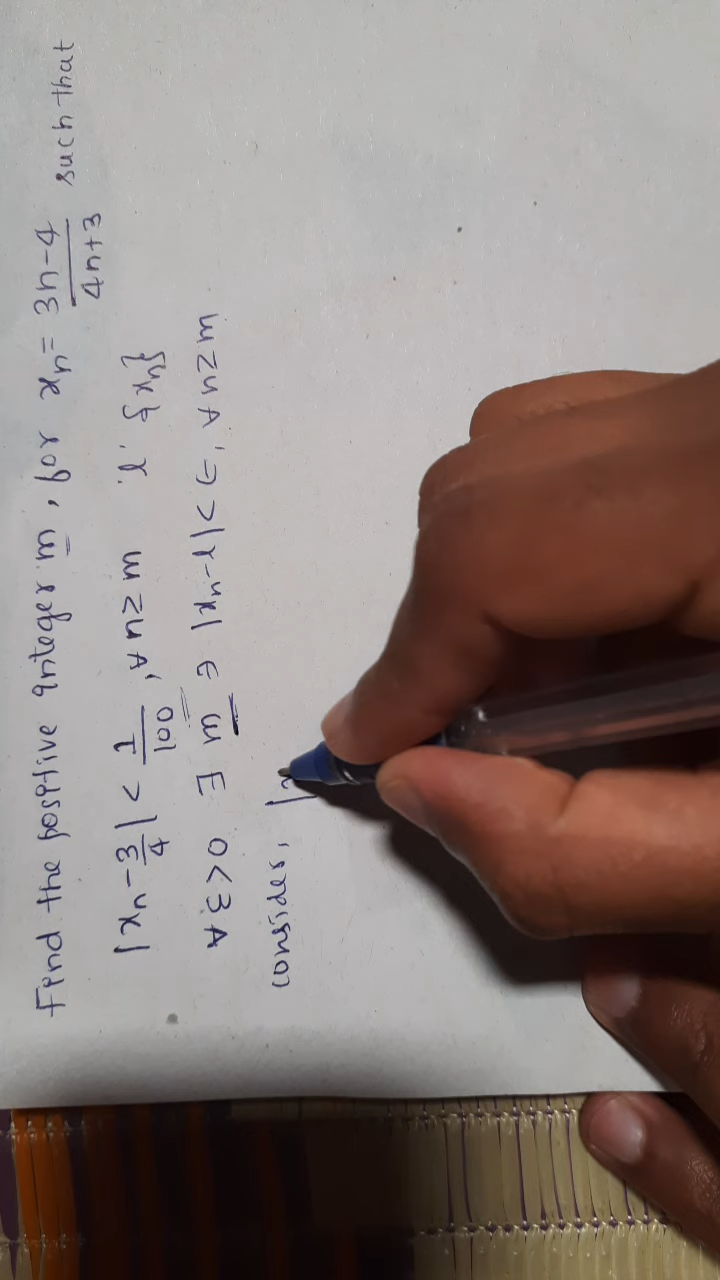 Find the positive integer m, for xₙ = 3n-4/4n+3 such that
|xₙ - 3/4| < 1/100, ∀ n ≥ m l, {xₙ}
∀ ε > 0 ∃ m ∋ |xₙ - l| < ∈, ∀ n ≥ m
consider, |